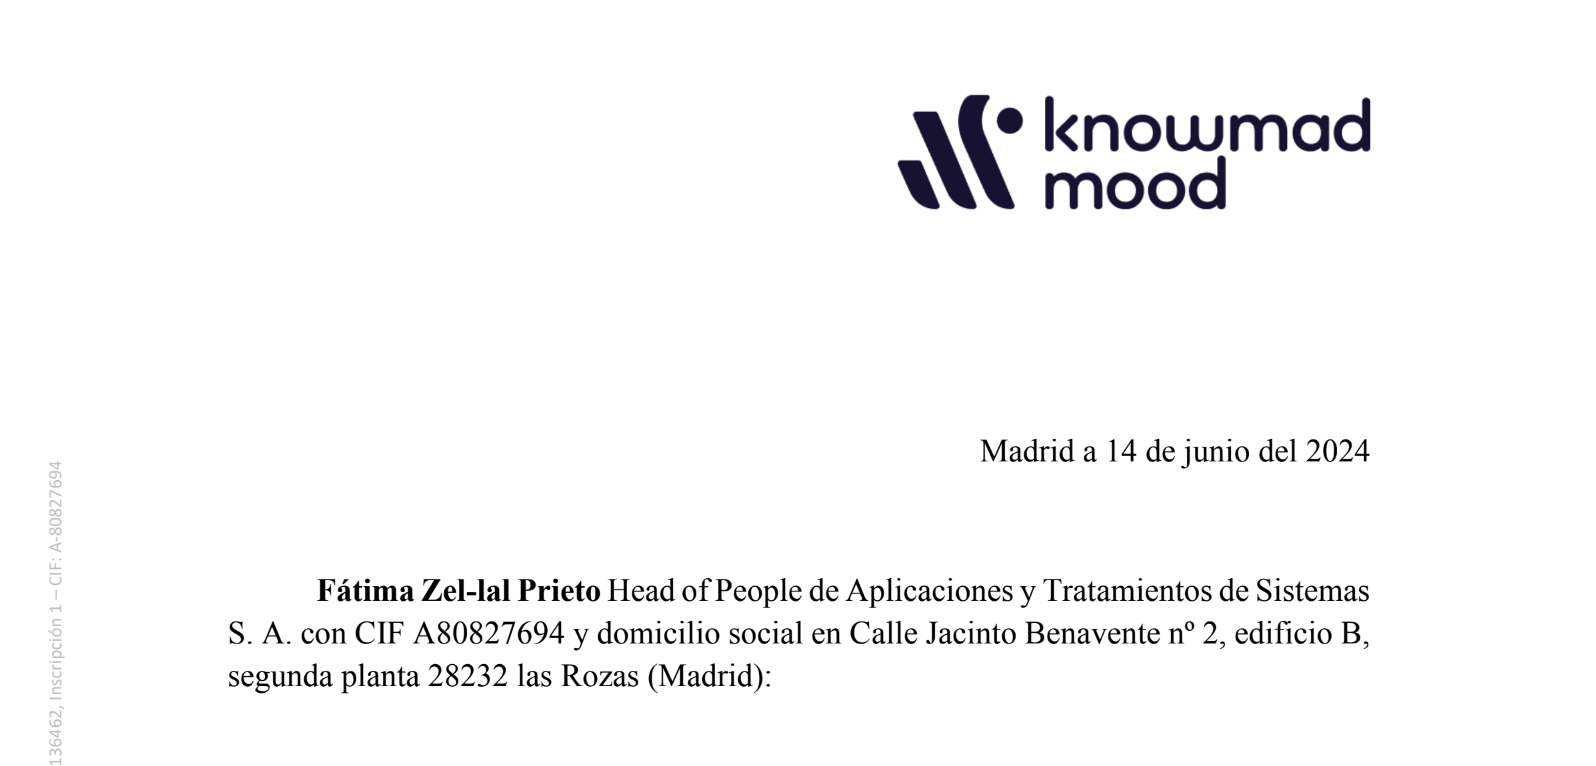 knowmad
mood
Madrid a 14 de junio del 2024
Fátima Zel-lal Prieto Head of People de Aplicaciones y Tratamientos de Sistemas
S. A. con CIF A80827694 y domicilio social en Calle Jacinto Benavente nº 2, edificio B,
segunda planta 28232 las Rozas (Madrid):
136462, Inscripción 1 – CIF: A-80827694